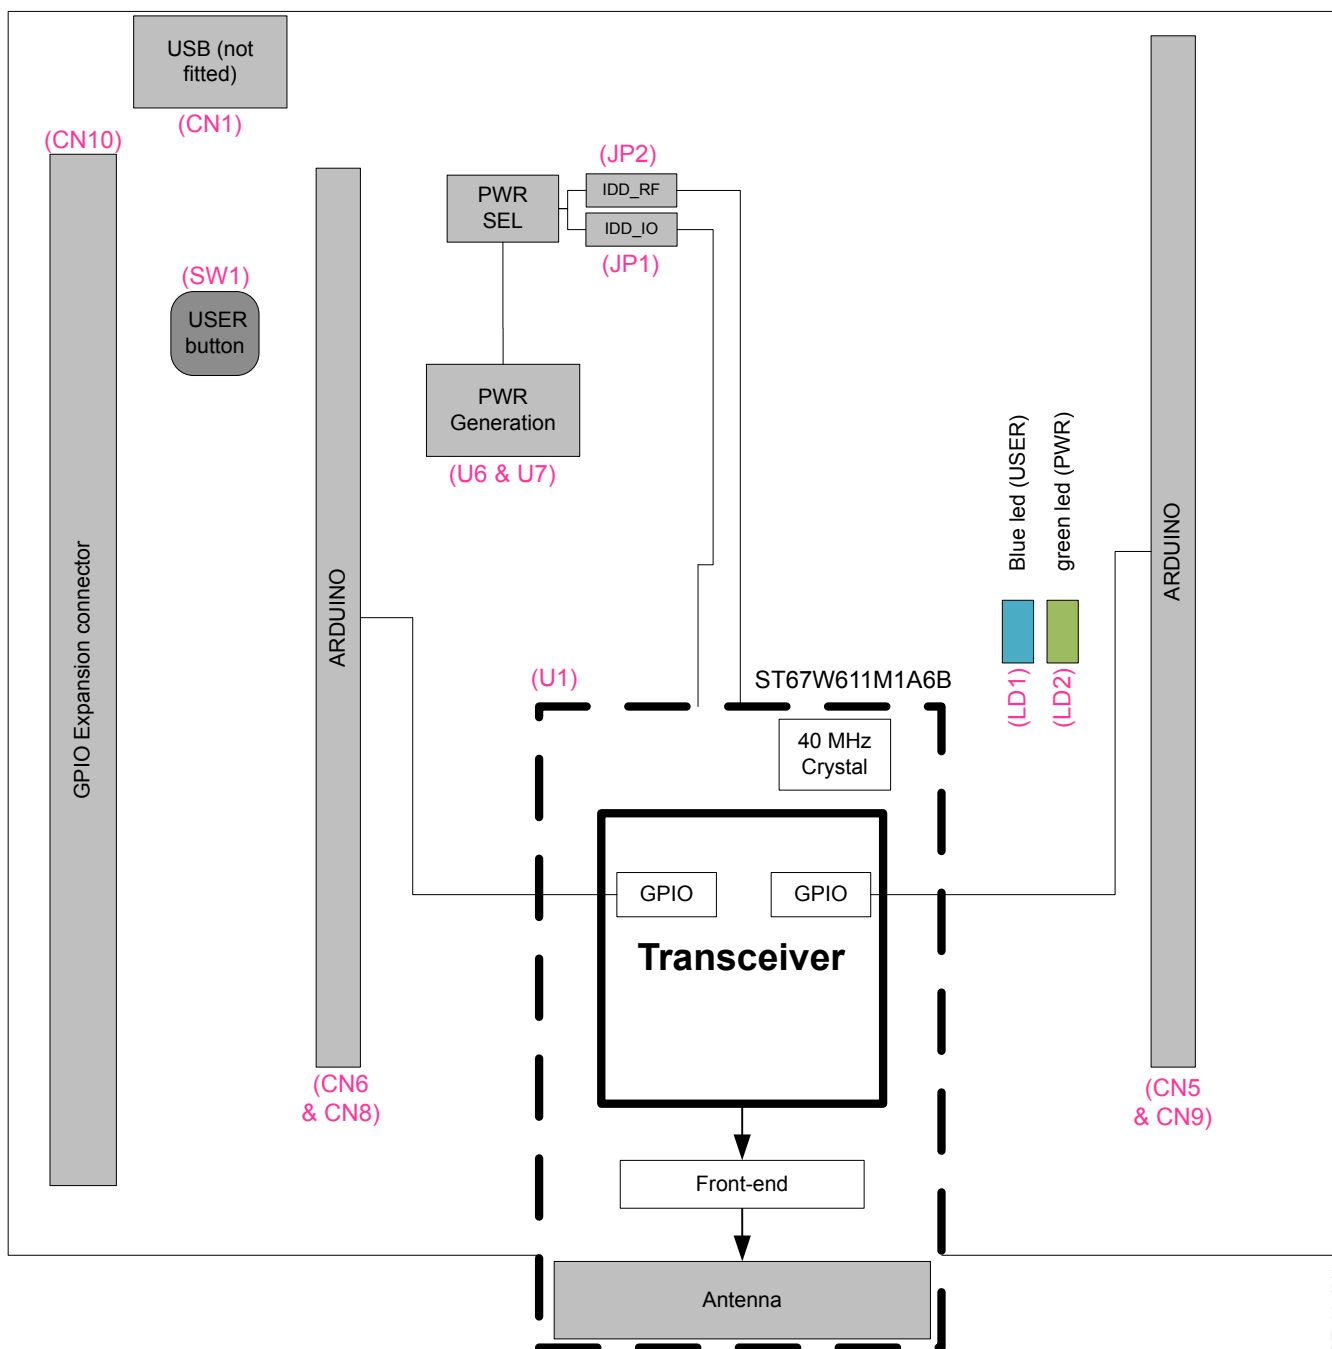 USB (not
fitted)
(CN1)
(CN10)
(JP2)
PWR
SEL
IDD_RF
IDD_IO
(JP1)
(SW1)
USER
button
PWR
Generation
(U6 & U7)
Blue led (USER)
green led (PWR)
GPIO Expansion connector
ARDUINO
ARDUINO
(U1)
ST67W611M1A6B
(LD1)
(LD2)
40 MHz
Crystal
GPIO
GPIO
Transceiver
(CN6
& CN8)
(CN5
& CN9)
Front-end
Antenna